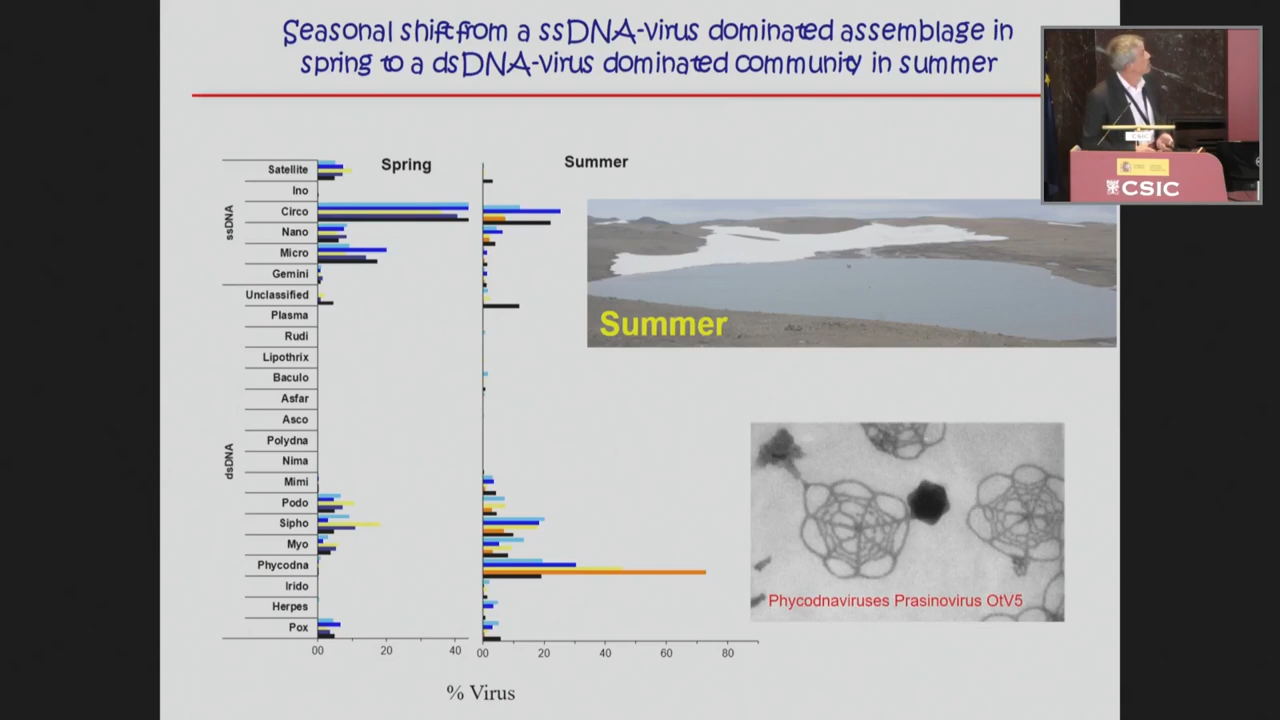 Seasonal shift from a ssDNA-virus dominated assemblage in
spring to a dsDNA-virus dominated community in summer
Spring
Summer
ssDNA
Satellite
Ino
Circo
Nano
Micro
Gemini
Unclassified
dsDNA
Plasma
Rudi
Lipothrix
Baculo
Asfar
Asco
Polydna
Nima
Mimi
Podo
Sipho
Myo
Phycodna
Irido
Herpes
Pox
00 20 40
00 20 40 60 80
% Virus
Summer
Phycodnaviruses Prasinovirus OtV5
CSIC
CSIC